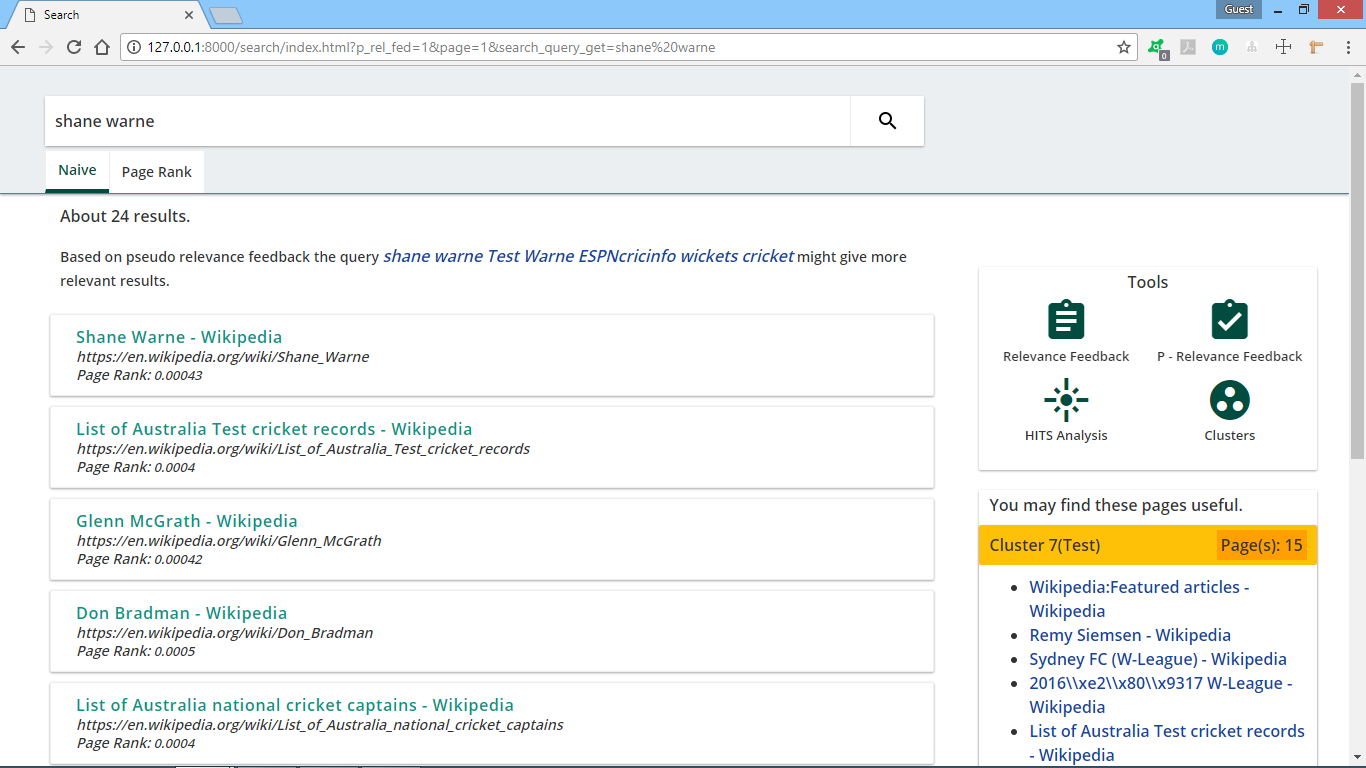 Search
Guest
127.0.0.1:8000/search/index.html?p_rel_fed=1&page=1&search_query_get=shane%20warne
0
m
shane warne
Naive
Page Rank
About 24 results.
Based on pseudo relevance feedback the query shane warne Test Warne ESPNcricinfo wickets cricket might give more
relevant results.
Shane Warne - Wikipedia
https://en.wikipedia.org/wiki/Shane_Warne
Page Rank: 0.00043
List of Australia Test cricket records - Wikipedia
https://en.wikipedia.org/wiki/List_of_Australia_Test_cricket_records
Page Rank: 0.0004
Glenn McGrath - Wikipedia
https://en.wikipedia.org/wiki/Glenn_McGrath
Page Rank: 0.00042
Don Bradman - Wikipedia
https://en.wikipedia.org/wiki/Don_Bradman
Page Rank: 0.0005
List of Australia national cricket captains - Wikipedia
https://en.wikipedia.org/wiki/List_of_Australia_national_cricket_captains
Page Rank: 0.0004
Tools
Relevance Feedback
P - Relevance Feedback
HITS Analysis
Clusters
You may find these pages useful.
Cluster 7(Test)
Page(s): 15
Wikipedia:Featured articles -
Wikipedia
Remy Siemsen - Wikipedia
Sydney FC (W-League) - Wikipedia
2016\\xe2\\x80\\x9317 W-League -
Wikipedia
List of Australia Test cricket records
- Wikipedia